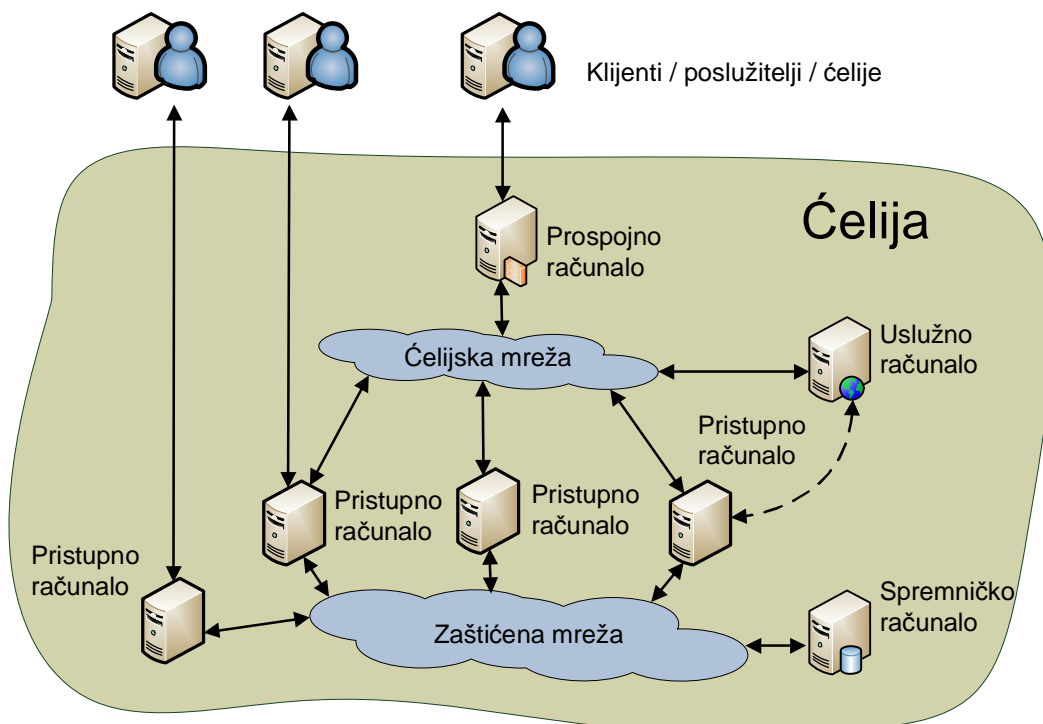 Klijenti / poslužitelji / ćelije
Ćelija
Prospojno
računalo
Ćelijska mreža
Uslužno
računalo
Pristupno
računalo
Pristupno
računalo
Pristupno
računalo
Pristupno
računalo
Zaštićena mreža
Spremničko
računalo